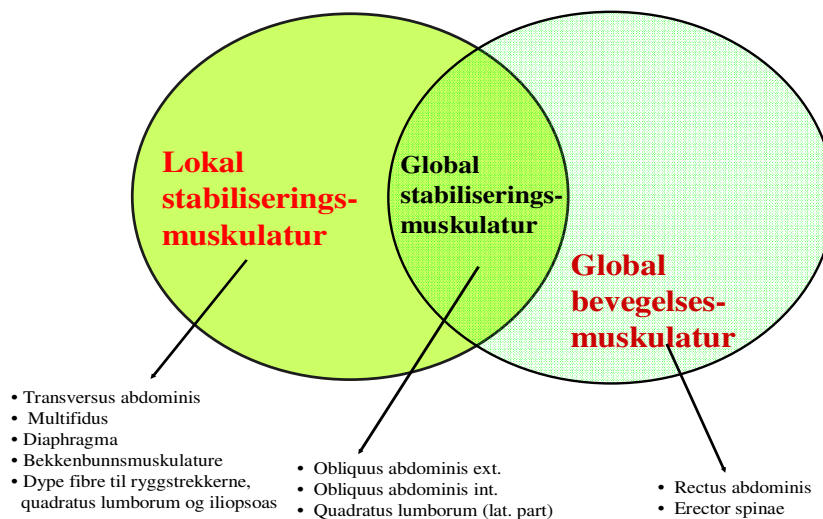 Lokal
stabiliserings-
muskulatur
Global
stabiliserings-
muskulatur
Global
bevegelses-
muskulatur
• Transversus abdominis
• Multifidus
• Diaphragma
• Bekkenbunnsmuskulature
• Dype fibre til ryggstrekkerne,
quadratus lumborum og iliopsoas
• Obliquus abdominis ext.
• Obliquus abdominis int.
• Quadratus lumborum (lat. part)
• Rectus abdominis
• Erector spinae